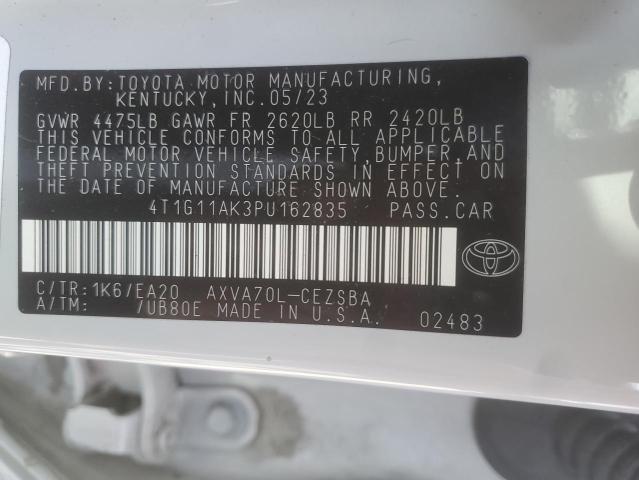 MFD.BY: TOYOTA MOTOR MANUFACTURING,
KENTUCKY, INC. 05/23
GVWR 4475LB GAWR FR 2620LB RR 2420LB
THIS VEHICLE CONFORMS TO ALL APPLICABLE
FEDERAL MOTOR VEHICLE SAFETY, BUMPER, AND
THEFT PREVENTION STANDARDS IN EFFECT ON
THE DATE OF MANUFACTURE SHOWN ABOVE.
4T1G11AK3PU162835 PASS.CAR
C/TR: 1K6/EA20 AXVA70L-CEZSBA
A/TM: /UB80E MADE IN U.S.A. 02483